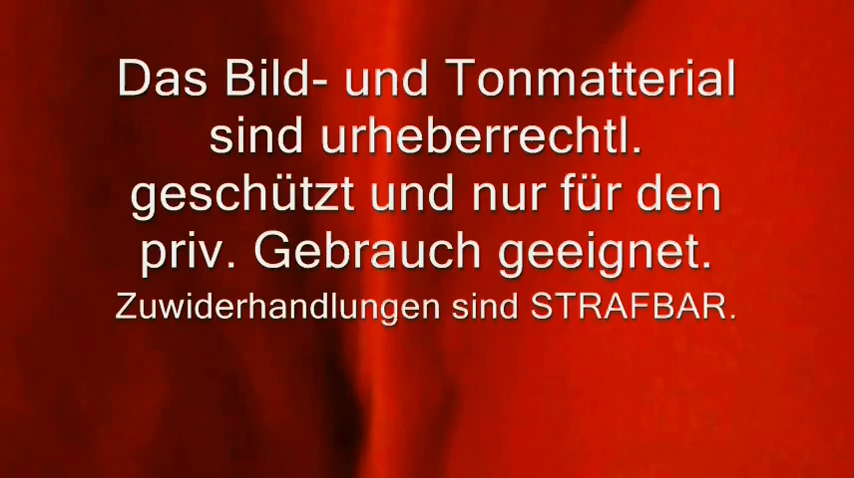 Das Bild- und Tonmatterial
sind urheberrechtl.
geschützt und nur für den
priv. Gebrauch geeignet.
Zuwiderhandlungen sind STRAFBAR.